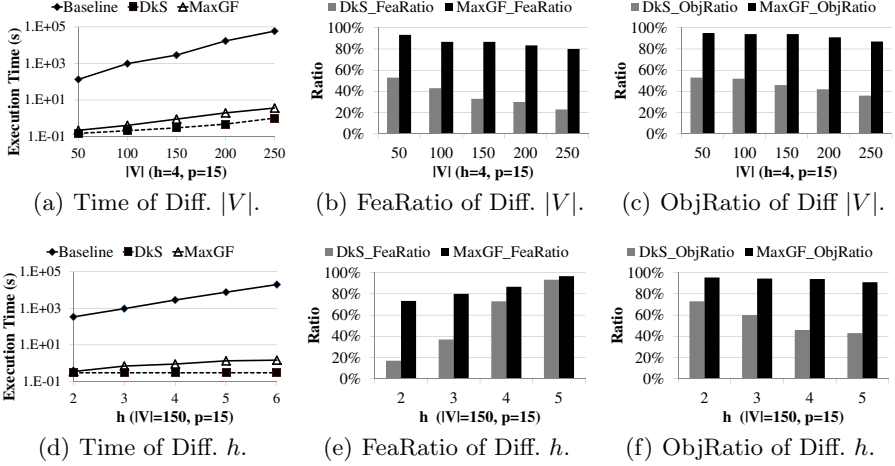 Baseline DkS MaxGF
Execution Time (s)
1.E+05
1.E+03
1.E+01
1.E-01
50 100 150 200 250
|V| (h=4, p=15)
(a) Time of Diff. |V|.
DkS_FeaRatio MaxGF_FeaRatio
Ratio
100%
80%
60%
40%
20%
0%
50 100 150 200 250
|V| (h=4, p=15)
(b) FeaRatio of Diff. |V|.
DkS_ObjRatio MaxGF_ObjRatio
Ratio
100%
80%
60%
40%
20%
0%
50 100 150 200 250
|V| (h=4, p=15)
(c) ObjRatio of Diff |V|.
Baseline DkS MaxGF
Execution Time (s)
1.E+05
1.E+03
1.E+01
1.E-01
2 3 4 5 6
h (|V|=150, p=15)
(d) Time of Diff. h.
DkS_FeaRatio MaxGF_FeaRatio
Ratio
100%
80%
60%
40%
20%
0%
2 3 4 5
h (|V|=150, p=15)
(e) FeaRatio of Diff. h.
DkS_ObjRatio MaxGF_ObjRatio
Ratio
100%
80%
60%
40%
20%
0%
2 3 4 5
h (|V|=150, p=15)
(f) ObjRatio of Diff. h.